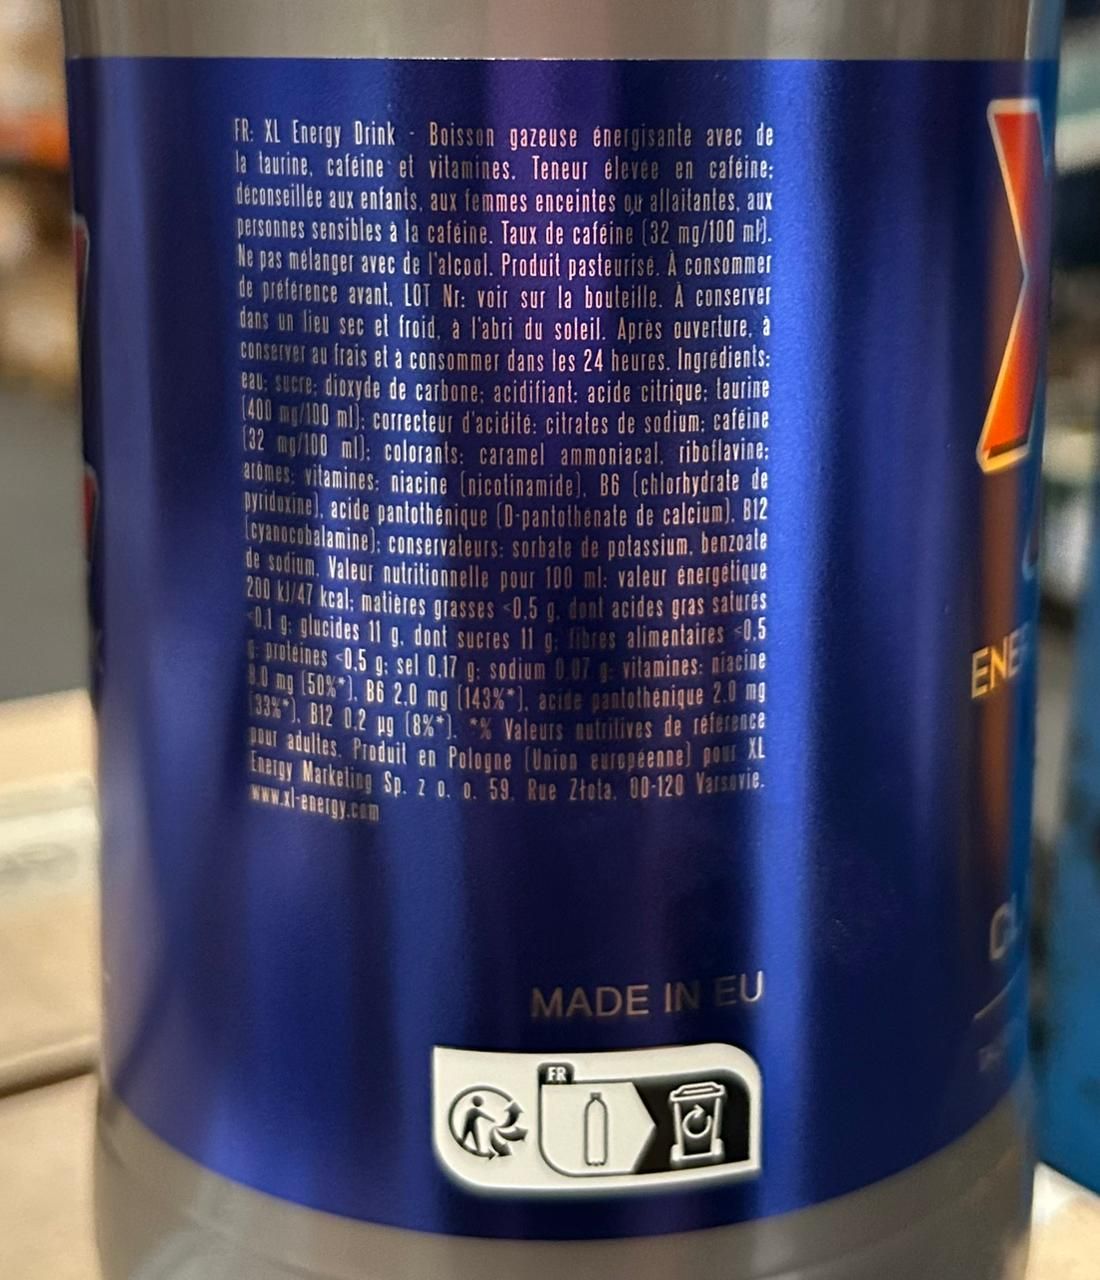 FR: XL Energy Drink - Boisson gazeuse énergisante avec de
la taurine, caféine et vitamines. Teneur élevée en caféine;
déconseillée aux enfants, aux femmes enceintes ou allaitantes, aux
personnes sensibles à la caféine. Taux de caféine (32 mg/100 ml).
Ne pas mélanger avec de l'alcool. Produit pasteurisé. À consommer
de préférence avant, LOT Nr: voir sur la bouteille. À conserver
dans un lieu sec et froid, à l'abri du soleil. Après ouverture, à
conserver au frais et à consommer dans les 24 heures. Ingrédients:
eau; sucre; dioxyde de carbone; acidifiant: acide citrique; taurine
(400 mg/100 ml); correcteur d'acidité: citrates de sodium; caféine
(32 mg/100 ml); colorants: caramel ammoniacal, riboflavine;
arômes; vitamines: niacine (nicotinamide), B6 (chlorhydrate de
pyridoxine), acide pantothénique (D-pantothénate de calcium), B12
(cyanocobalamine); conservateurs: sorbate de potassium, benzoate
de sodium. Valeur nutritionnelle pour 100 ml: valeur énergétique
200 kJ/47 kcal; matières grasses <0,5 g, dont acides gras saturés
<0,1 g; glucides 11 g, dont sucres 11 g; fibres alimentaires <0,5
g; protéines <0,5 g; sel 0,17 g; sodium 0,07 g; vitamines: niacine
8,0 mg (50%*), B6 2,0 mg (143%*), acide pantothénique 2,0 mg
(33%*), B12 0,2 µg (8%*). *% Valeurs nutritives de référence
pour adultes. Produit en Pologne (Union européenne) pour XL
Energy Marketing Sp. z o. o. 59, Rue Złota, 00-120 Varsovie.
www.xl-energy.com
X
ENE
MADE IN EU
FR